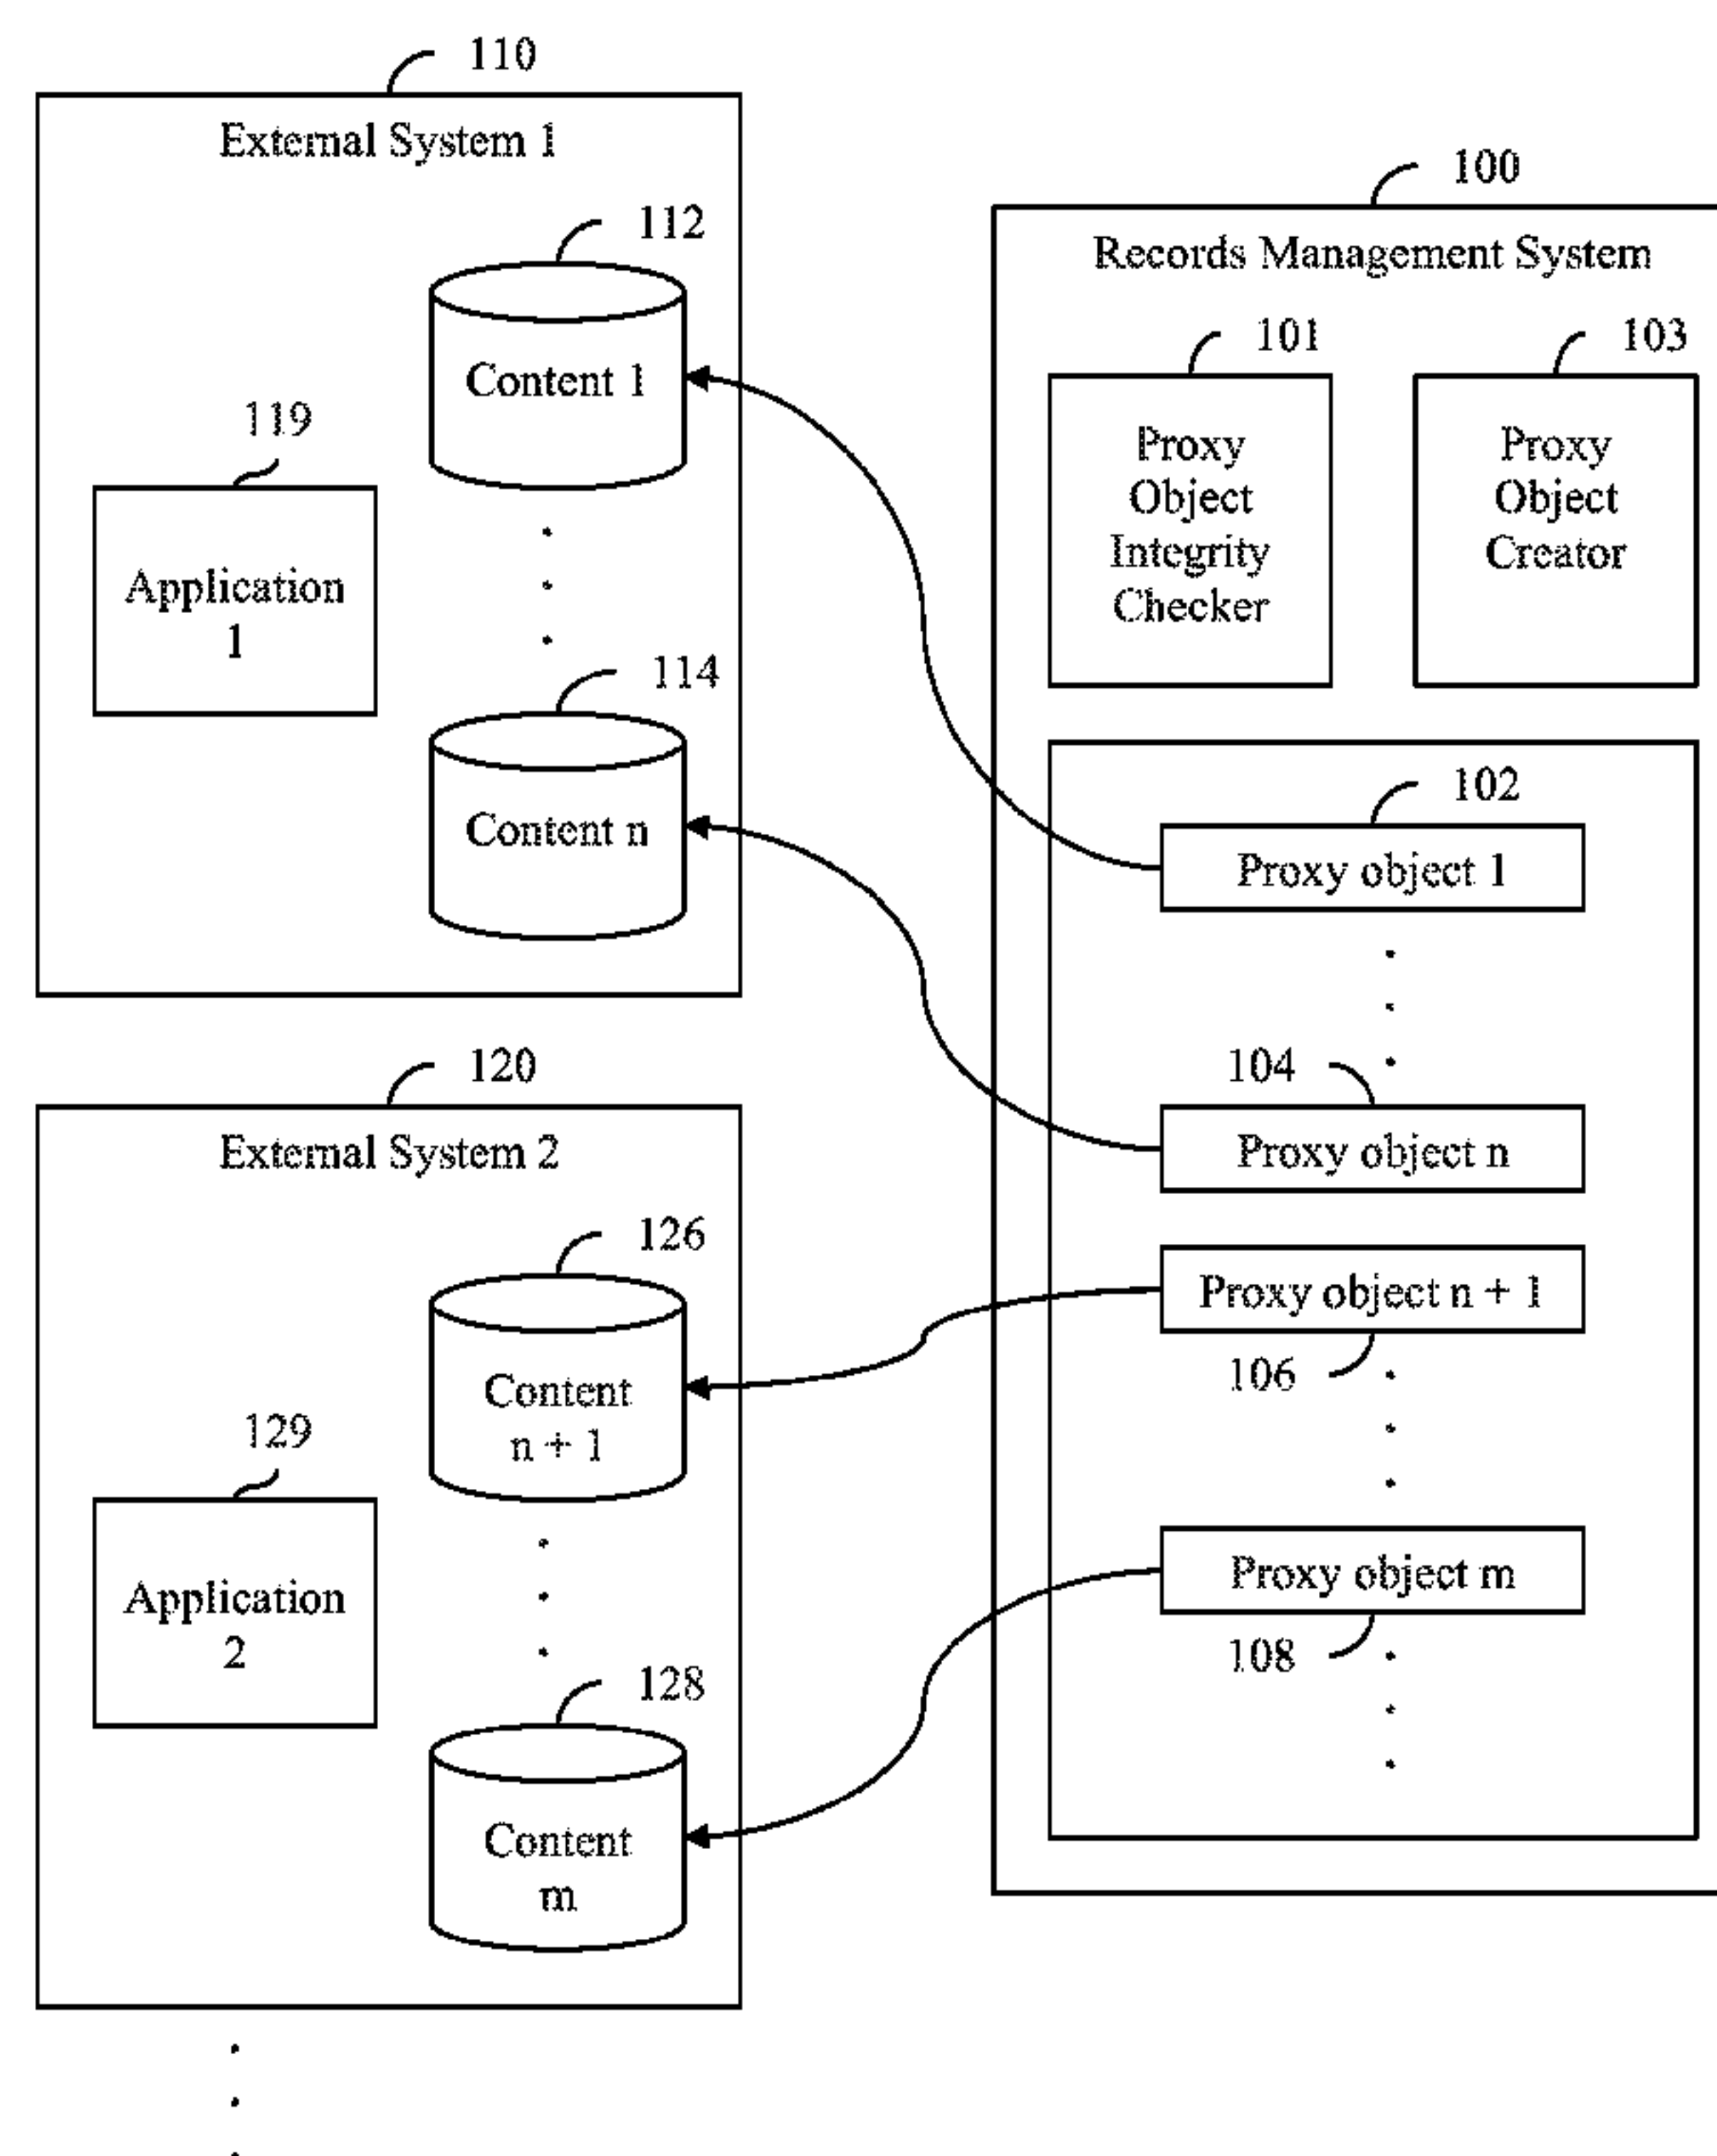 110
External System 1
112
Content 1
119
Application
1
114
Content n
120
External System 2
126
Content
n + 1
129
Application
2
128
Content
m
100
Records Management System
101
Proxy
Object
Integrity
Checker
103
Proxy
Object
Creator
102
Proxy object 1
104
Proxy object n
Proxy object n + 1
106
Proxy object m
108